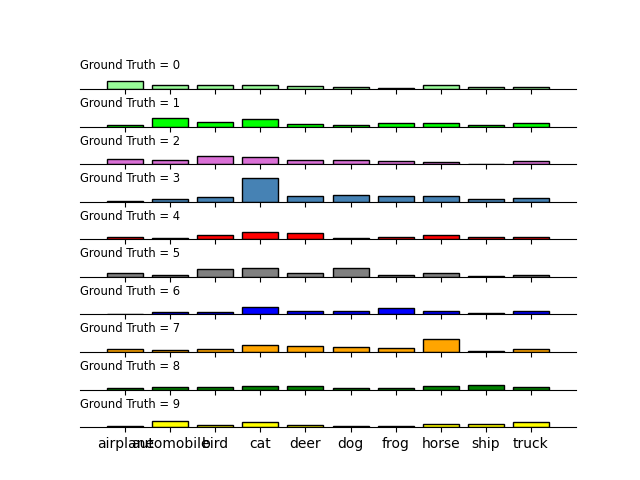 Ground Truth = 0
Ground Truth = 1
Ground Truth = 2
Ground Truth = 3
Ground Truth = 4
Ground Truth = 5
Ground Truth = 6
Ground Truth = 7
Ground Truth = 8
Ground Truth = 9
airplane automobile bird cat deer dog frog horse ship truck